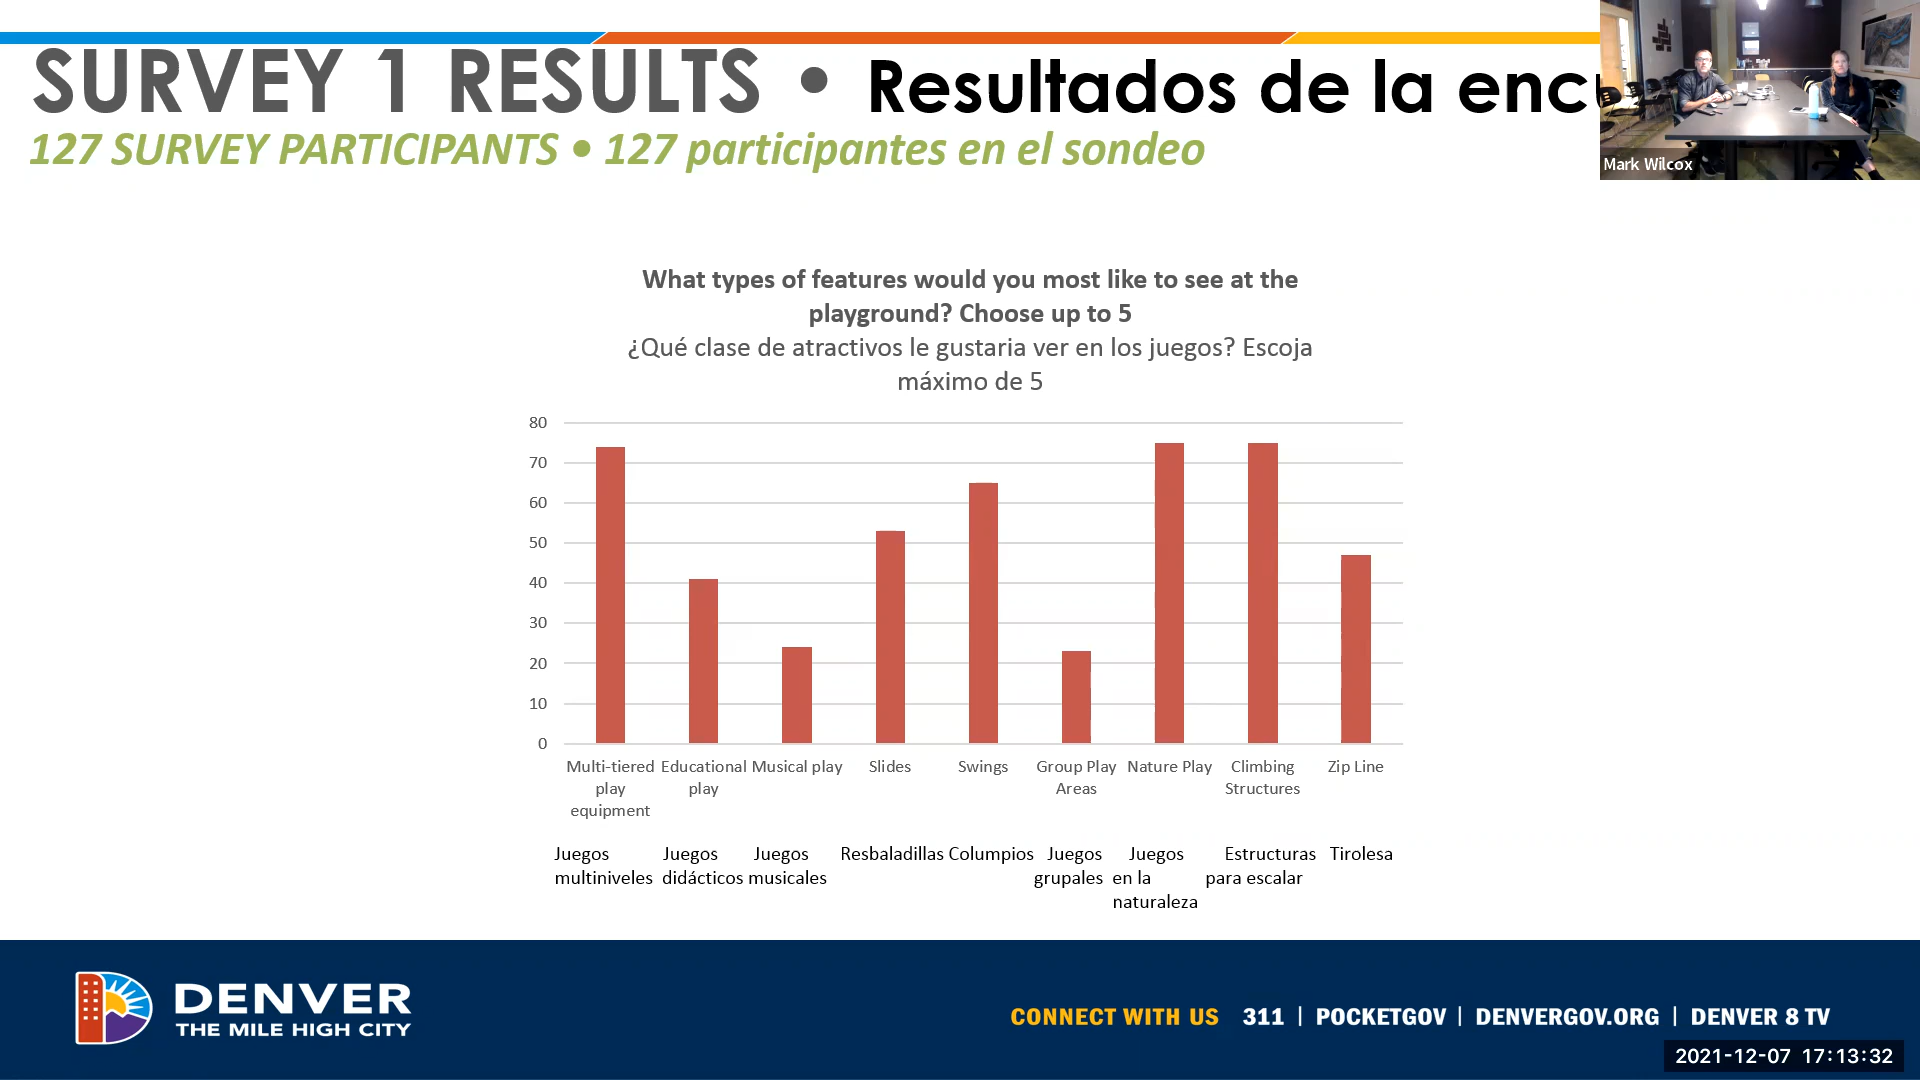 SURVEY 1 RESULTS • Resultados de la
127 SURVEY PARTICIPANTS • 127 participantes en el sondeo
Mark Wilcox
What types of features would you most like to see at the
playground? Choose up to 5
¿Qué clase de atractivos le gustaria ver en los juegos? Escoja
máximo de 5
80
70
60
50
40
30
20
10
0
Multi-tiered play equipment
Educational play
Musical play
Slides
Swings
Group Play Areas
Nature Play
Climbing Structures
Zip Line
Juegos multiniveles
Juegos didácticos
Juegos musicales
Resbaladillas
Columpios
Juegos grupales
Juegos en la naturaleza
Estructuras para escalar
Tirolesa
DENVER
THE MILE HIGH CITY
CONNECT WITH US 311 | POCKETGOV | DENVERGOV.ORG | DENVER 8 TV
2021-12-07 17:13:32